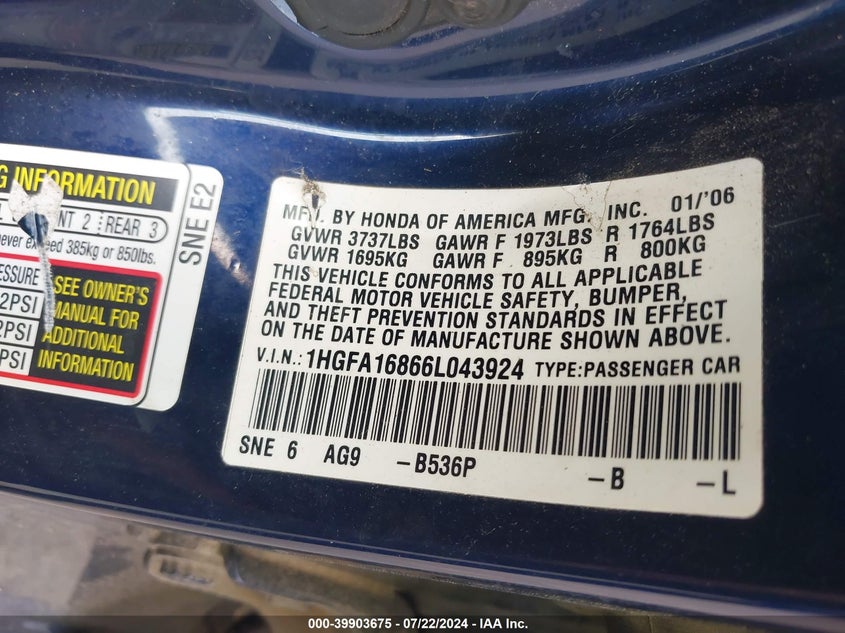 G INFORMATION
NT 2 REAR 3
never exceed 385kg or 850lbs.
PRESSURE
2PSI
2PSI
PSI
SEE OWNER'S
MANUAL FOR
ADDITIONAL
INFORMATION
SNE E2
MFD. BY HONDA OF AMERICA MFG., INC. 01/'06
GVWR 3737LBS GAWR F 1973LBS R 1764LBS
GVWR 1695KG GAWR F 895KG R 800KG
THIS VEHICLE CONFORMS TO ALL APPLICABLE
FEDERAL MOTOR VEHICLE SAFETY, BUMPER,
AND THEFT PREVENTION STANDARDS IN EFFECT
ON THE DATE OF MANUFACTURE SHOWN ABOVE.
V.I.N.: 1HGFA16866L043924 TYPE:PASSENGER CAR
SNE 6 AG9 -B536P -B -L
000-39903675 - 07/22/2024 - IAA Inc.